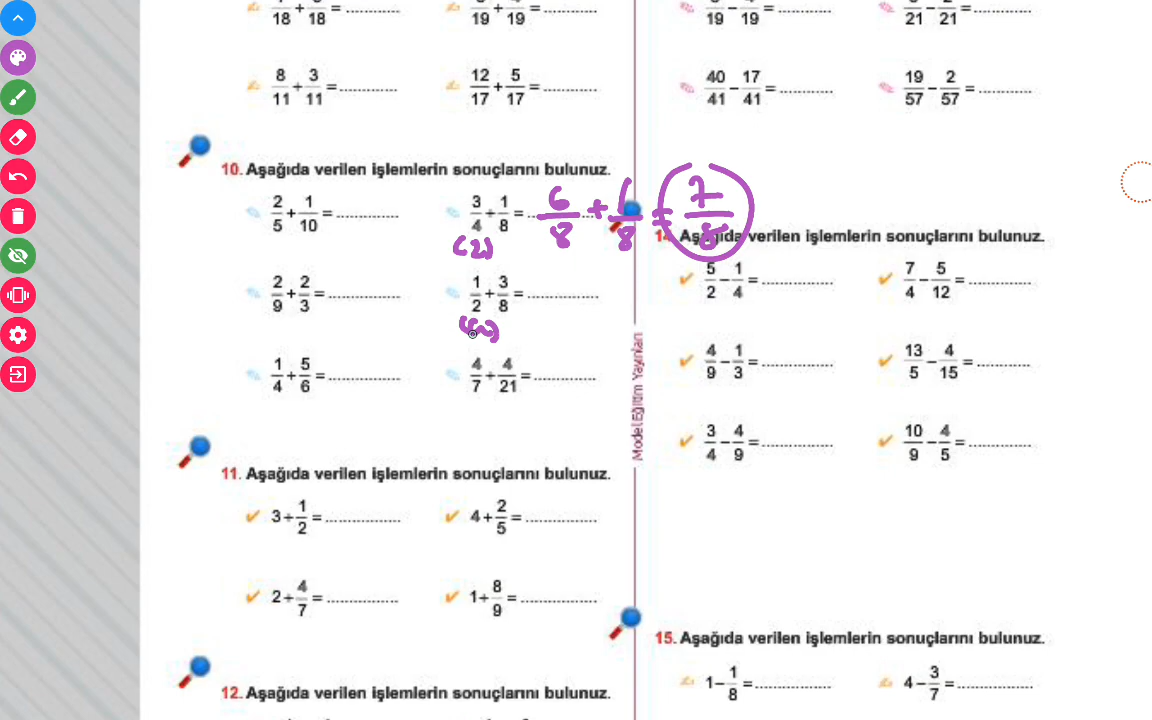 18 + 18 = ............
19 + 19 = ............
8/11 + 3/11 = ............
12/17 + 5/17 = ............
10. Aşağıda verilen işlemlerin sonuçlarını bulunuz.
2/5 + 1/10 = ..............
3/4 + 1/8 = 6/8 + 1/8 = 7/8
(2)
2/9 + 2/3 = ................
1/2 + 3/8 = ................
1/4 + 5/6 = ................
4/7 + 4/21 = ..............
11. Aşağıda verilen işlemlerin sonuçlarını bulunuz.
3 + 1/2 = .................
4 + 2/5 = ................
2 + 4/7 = ................
1 + 8/9 = .................
12. Aşağıda verilen işlemlerin sonuçlarını bulunuz.
Model Eğitim Yayınları
19 − 19 = ............
21 − 21 = ............
40/41 − 17/41 = ............
19/57 − 2/57 = ............
14. Aşağıda verilen işlemlerin sonuçlarını bulunuz.
5/2 − 1/4 = ................
7/4 − 5/12 = ............
4/9 − 1/3 = ................
13/5 − 4/15 = ............
3/4 − 4/9 = ................
10/9 − 4/5 = ..............
15. Aşağıda verilen işlemlerin sonuçlarını bulunuz.
1 − 1/8 = .................
4 − 3/7 = .................